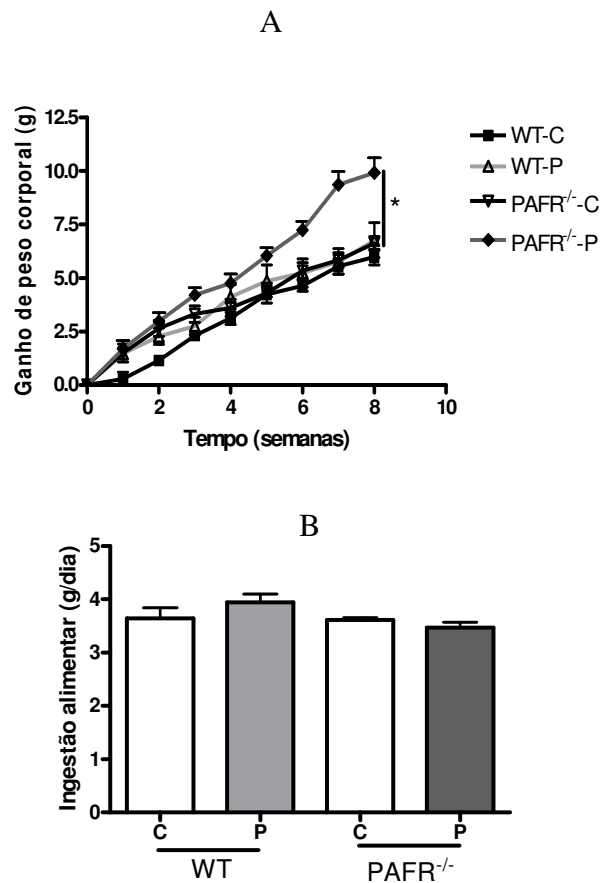 A
Ganho de peso corporal (g)
12.5
10.0
7.5
5.0
2.5
0.0
0 2 4 6 8 10
Tempo (semanas)
*
WT-C
WT-P
PAFR-/--C
PAFR-/--P
B
Ingestão alimentar (g/dia)
5
4
3
2
1
0
C P C P
WT PAFR-/-